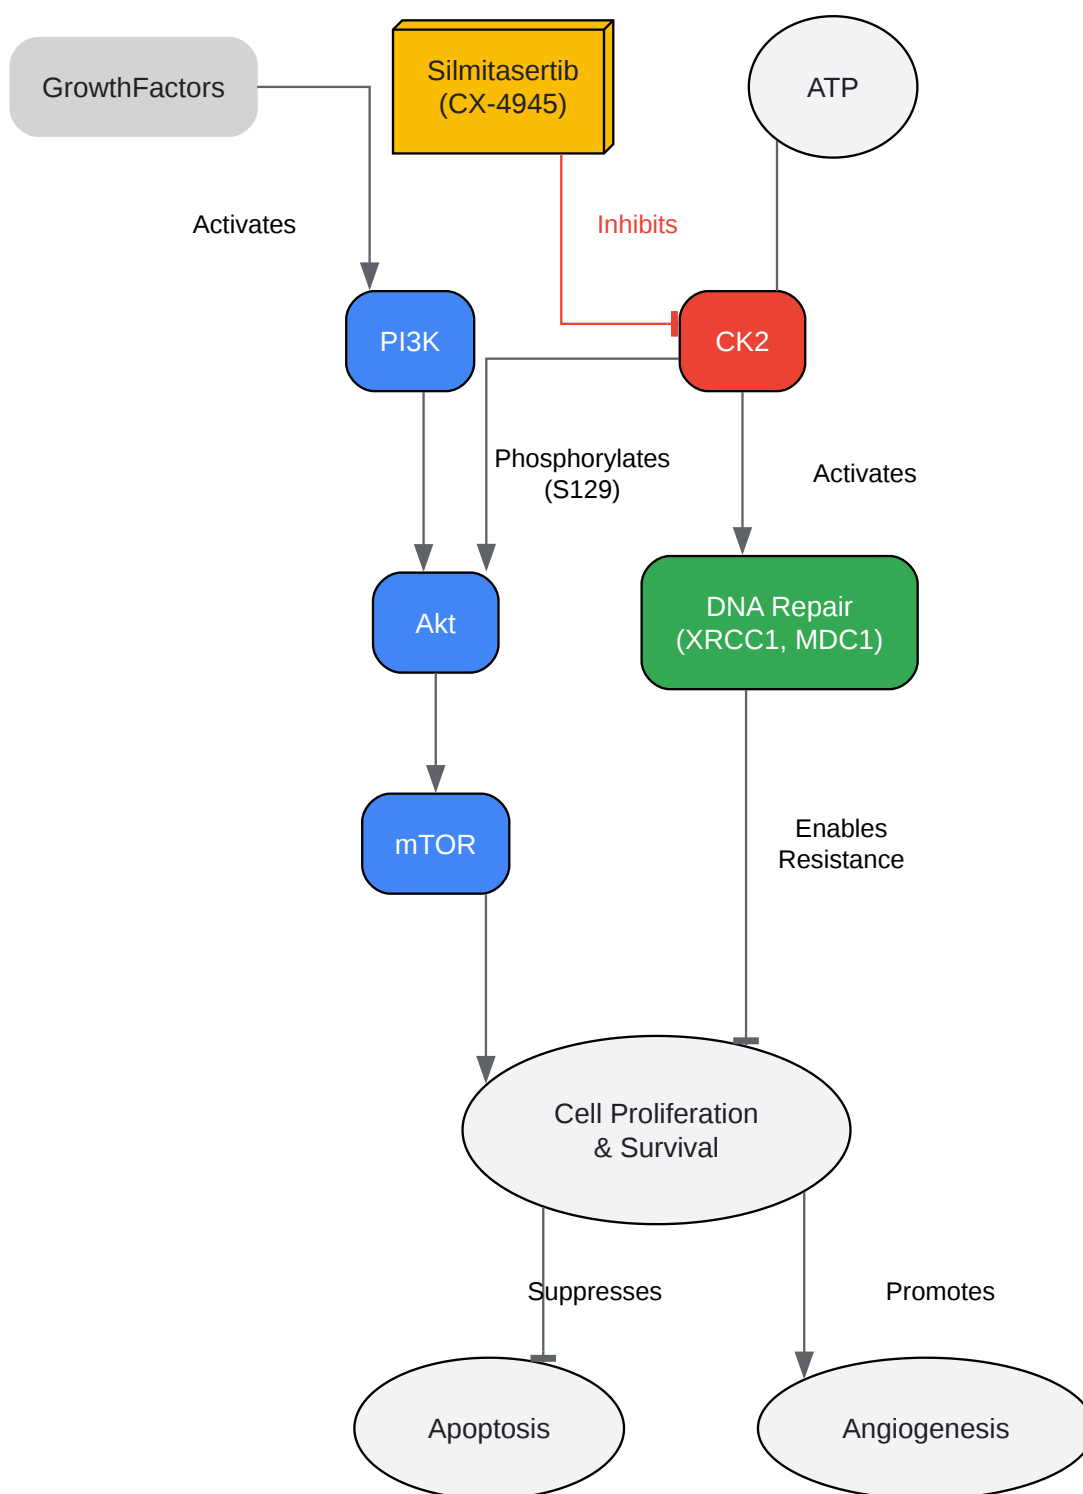 GrowthFactors
Silmitasertib
(CX-4945)
ATP
Activates
Inhibits
PI3K
CK2
Phosphorylates
(S129)
Activates
Akt
DNA Repair
(XRCC1, MDC1)
mTOR
Enables
Resistance
Cell Proliferation
& Survival
Suppresses
Promotes
Apoptosis
Angiogenesis